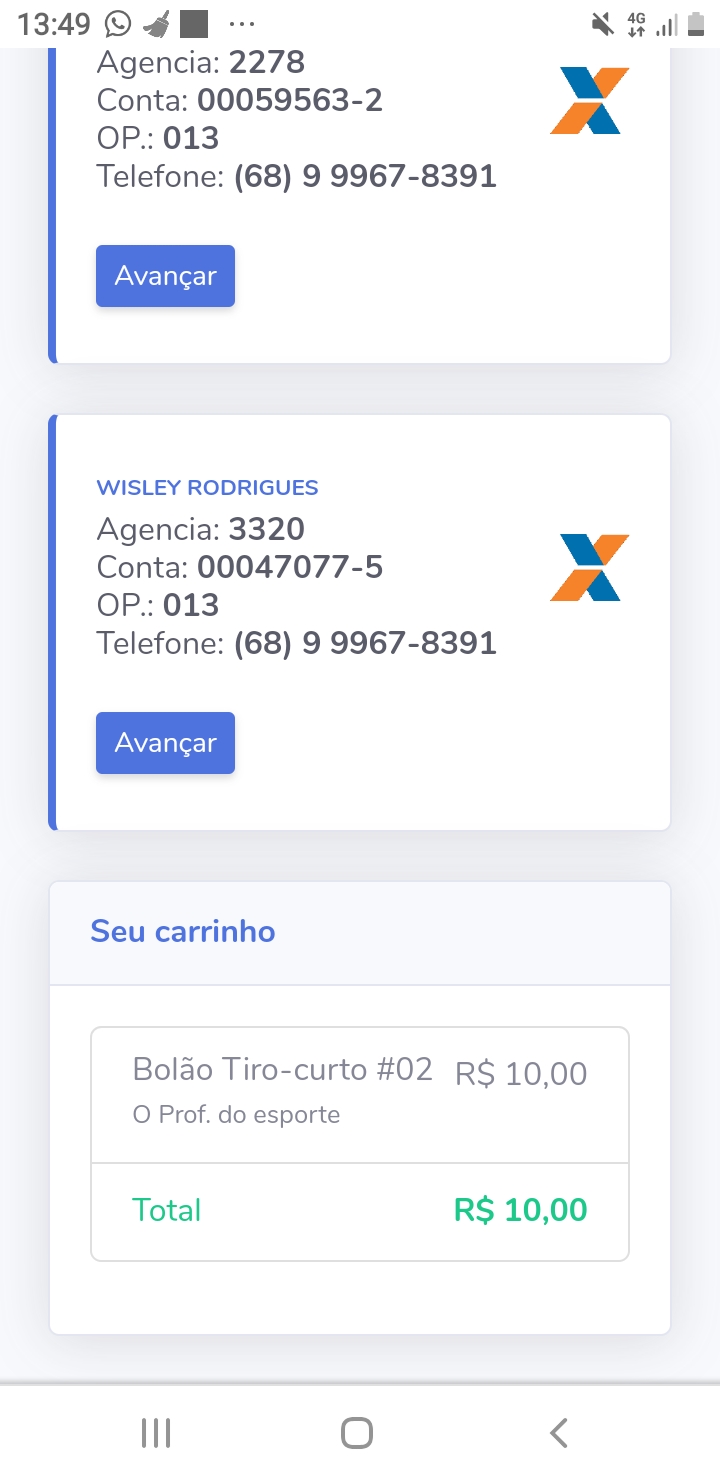 13:49
4G
Agencia: 2278
Conta: 00059563-2
OP.: 013
Telefone: (68) 9 9967-8391
Avançar
WISLEY RODRIGUES
Agencia: 3320
Conta: 00047077-5
OP.: 013
Telefone: (68) 9 9967-8391
Avançar
Seu carrinho
Bolão Tiro-curto #02 R$ 10,00
O Prof. do esporte
Total R$ 10,00